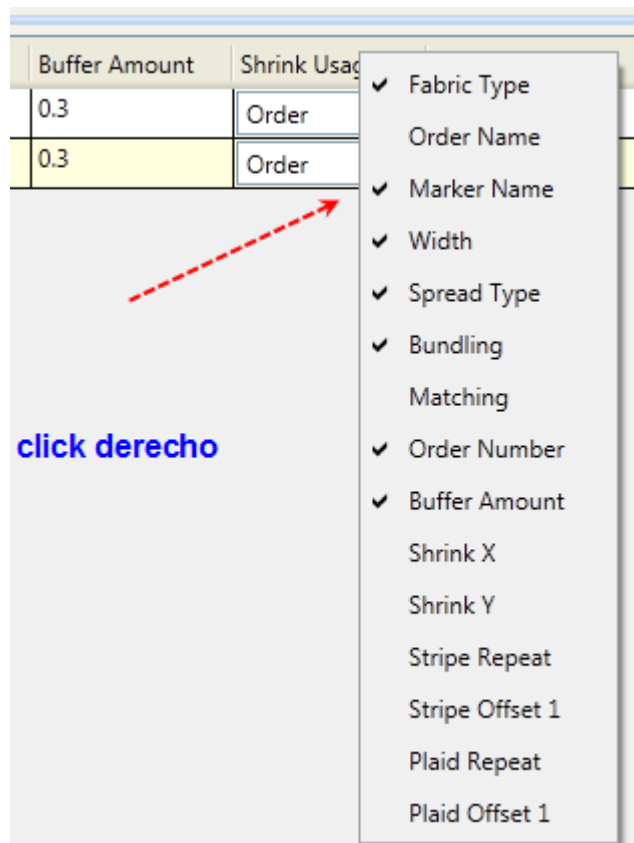 Buffer Amount Shrink Usag
0.3 Order
0.3 Order
click derecho
Fabric Type
Order Name
Marker Name
Width
Spread Type
Bundling
Matching
Order Number
Buffer Amount
Shrink X
Shrink Y
Stripe Repeat
Stripe Offset 1
Plaid Repeat
Plaid Offset 1